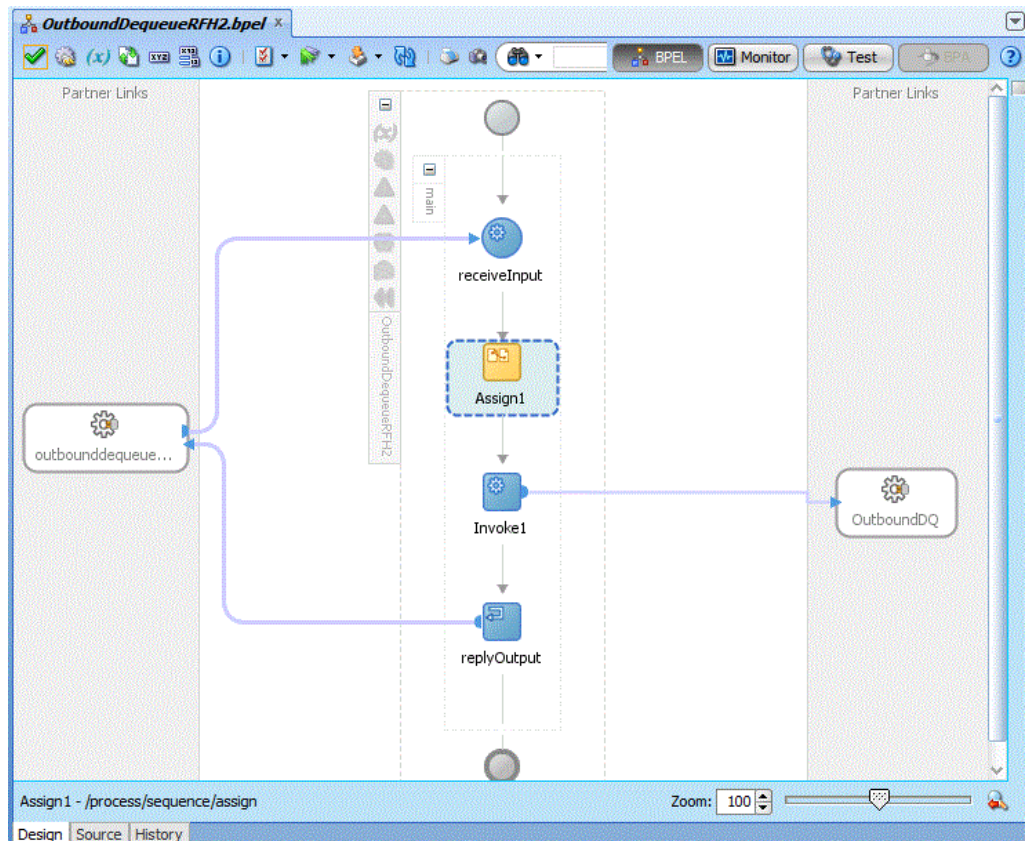 OutboundDequeueRFH2.bpel x
(x) BPEL Monitor Test BPA
Partner Links
Partner Links
main
receiveInput
OutboundDequeueRFH2
Assign1
outbounddequeue...
Invoke1
OutboundDQ
replyOutput
Assign1 - /process/sequence/assign
Zoom: 100
Design Source History